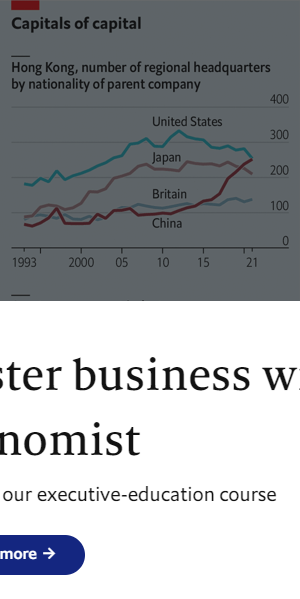 Capitals of capital
Hong Kong, number of regional headquarters
by nationality of parent company
400
United States
300
Japan
200
Britain
100
China
0
1993 2000 05 10 15 21
ster business w
nomist
our executive-education course
more →